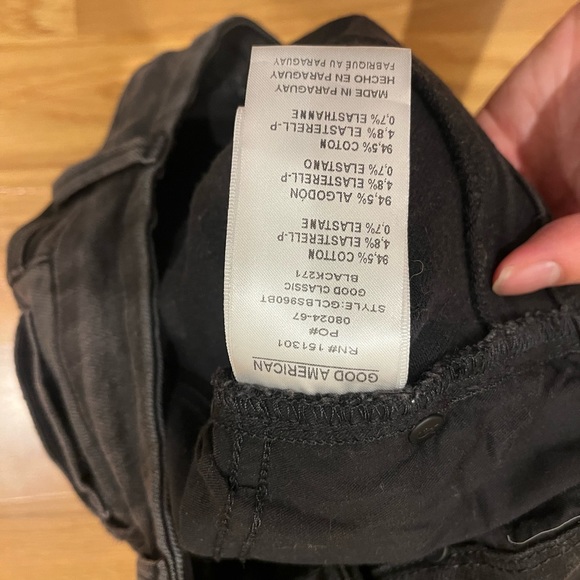 GOOD AMERICAN
RN# 151301
PO#
08024-67
STYLE:GCLBS960BT
GOOD CLASSIC
BLACK271
94,5% COTTON
4,8% ELASTERELL-P
0,7% ELASTANE
94,5% ALGODÓN
4,8% ELASTERELL-P
0,7% ELASTANO
94,5% COTON
4,8% ELASTERELL-P
0,7% ELASTHANNE
MADE IN PARAGUAY
HECHO EN PARAGUAY
FABRIQUÉ AU PARAGUAY